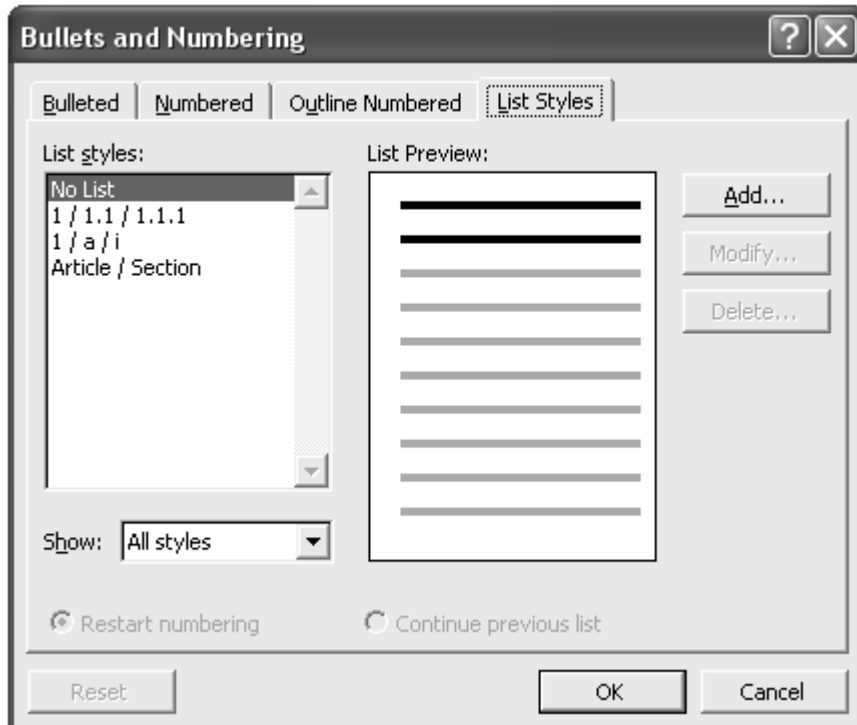 Bullets and Numbering
Bulleted Numbered Outline Numbered List Styles
List styles:
No List
1 / 1.1 / 1.1.1
1 / a / i
Article / Section
List Preview:
Add...
Modify...
Delete...
Show: All styles
Restart numbering Continue previous list
Reset OK Cancel